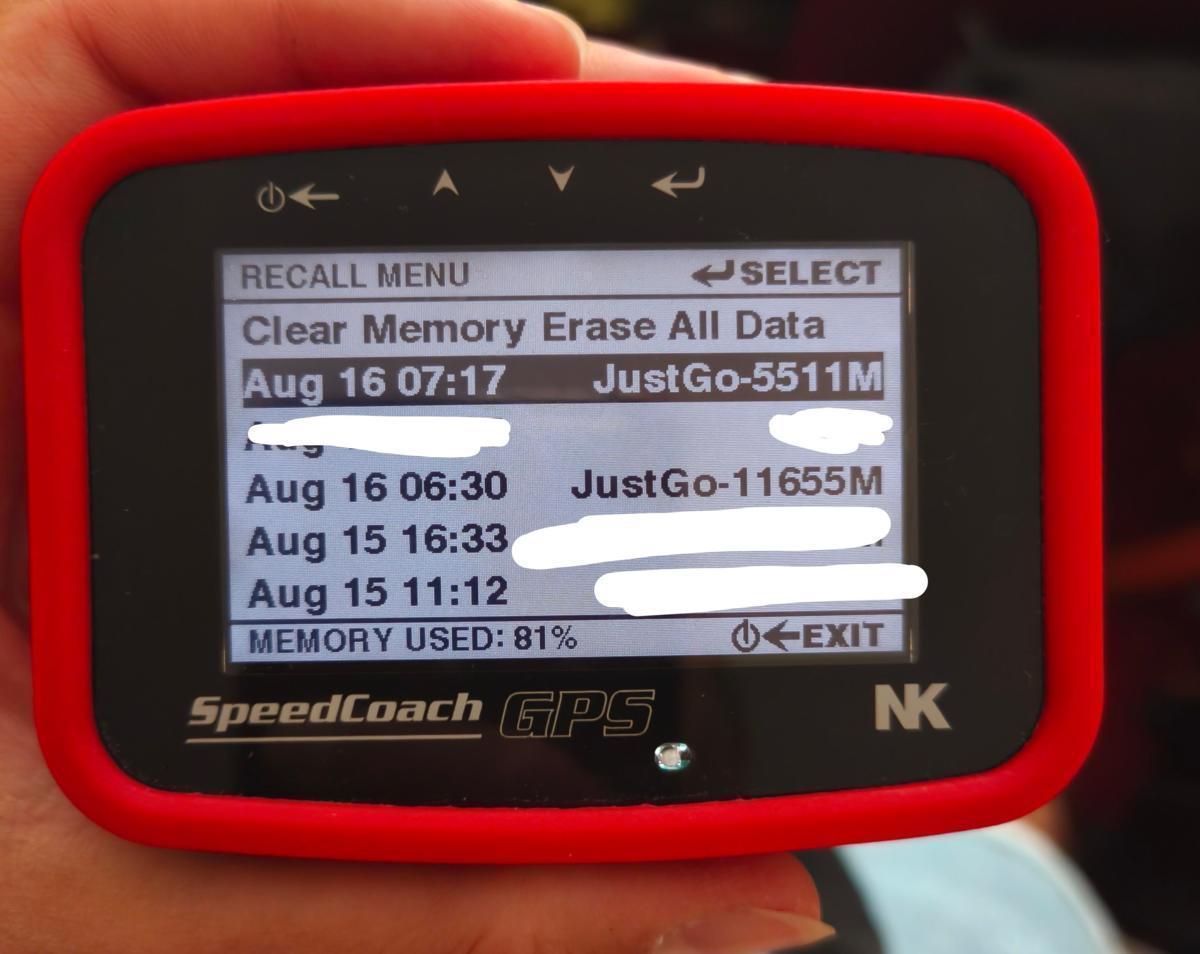 RECALL MENU SELECT
Clear Memory Erase All Data
Aug 16 07:17 JustGo-5511M
Aug
Aug 16 06:30 JustGo-11655M
Aug 15 16:33
Aug 15 11:12
MEMORY USED: 81% EXIT
SpeedCoach GPS NK